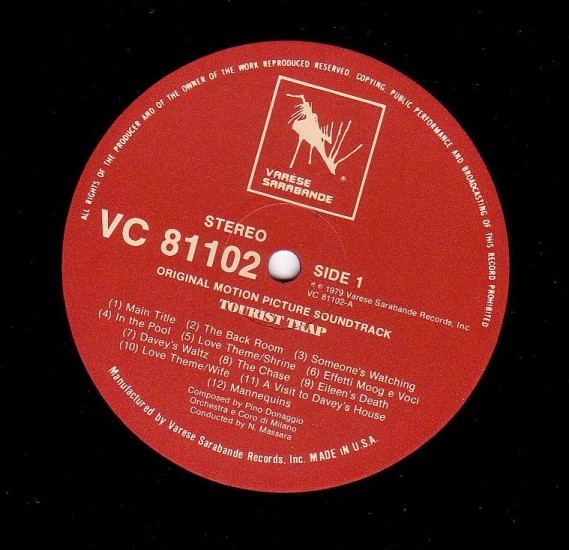 ALL RIGHTS OF THE PRODUCER AND OF THE OWNER OF THE WORK REPRODUCED RESERVED. COPYING, PUBLIC PERFORMANCE AND BROADCASTING OF THIS RECORD PROHIBITED
VARESE
SARABANDE
®
STEREO
VC 81102
SIDE 1
℗ © 1979 Varese Sarabande Records, Inc.
VC 81102-A
ORIGINAL MOTION PICTURE SOUNDTRACK
TOURIST TRAP
(1) Main Title (2) The Back Room (3) Someone's Watching
(4) In the Pool (5) Love Theme/Shrine (6) Effetti Moog e Voci
(7) Davey's Waltz (8) The Chase (9) Eileen's Death
(10) Love Theme/Wife (11) A Visit to Davey's House
(12) Mannequins
Composed by Pino Donaggio
Orchestra e Coro di Milano
Conducted by N. Massara
Manufactured by Varese Sarabande Records, Inc. MADE IN U.S.A.